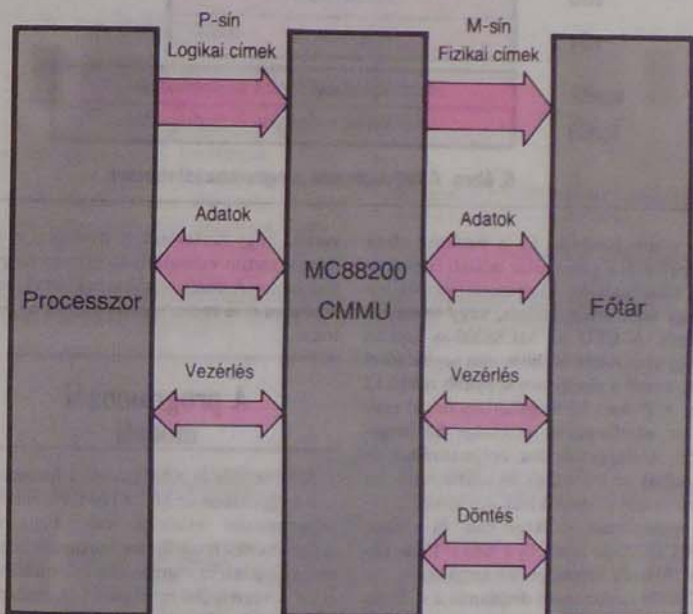 P-sín
Logikai címek
M-sín
Fizikai címek
Adatok
Adatok
Processzor
MC88200
CMMU
Főtár
Vezérlés
Vezérlés
Döntés